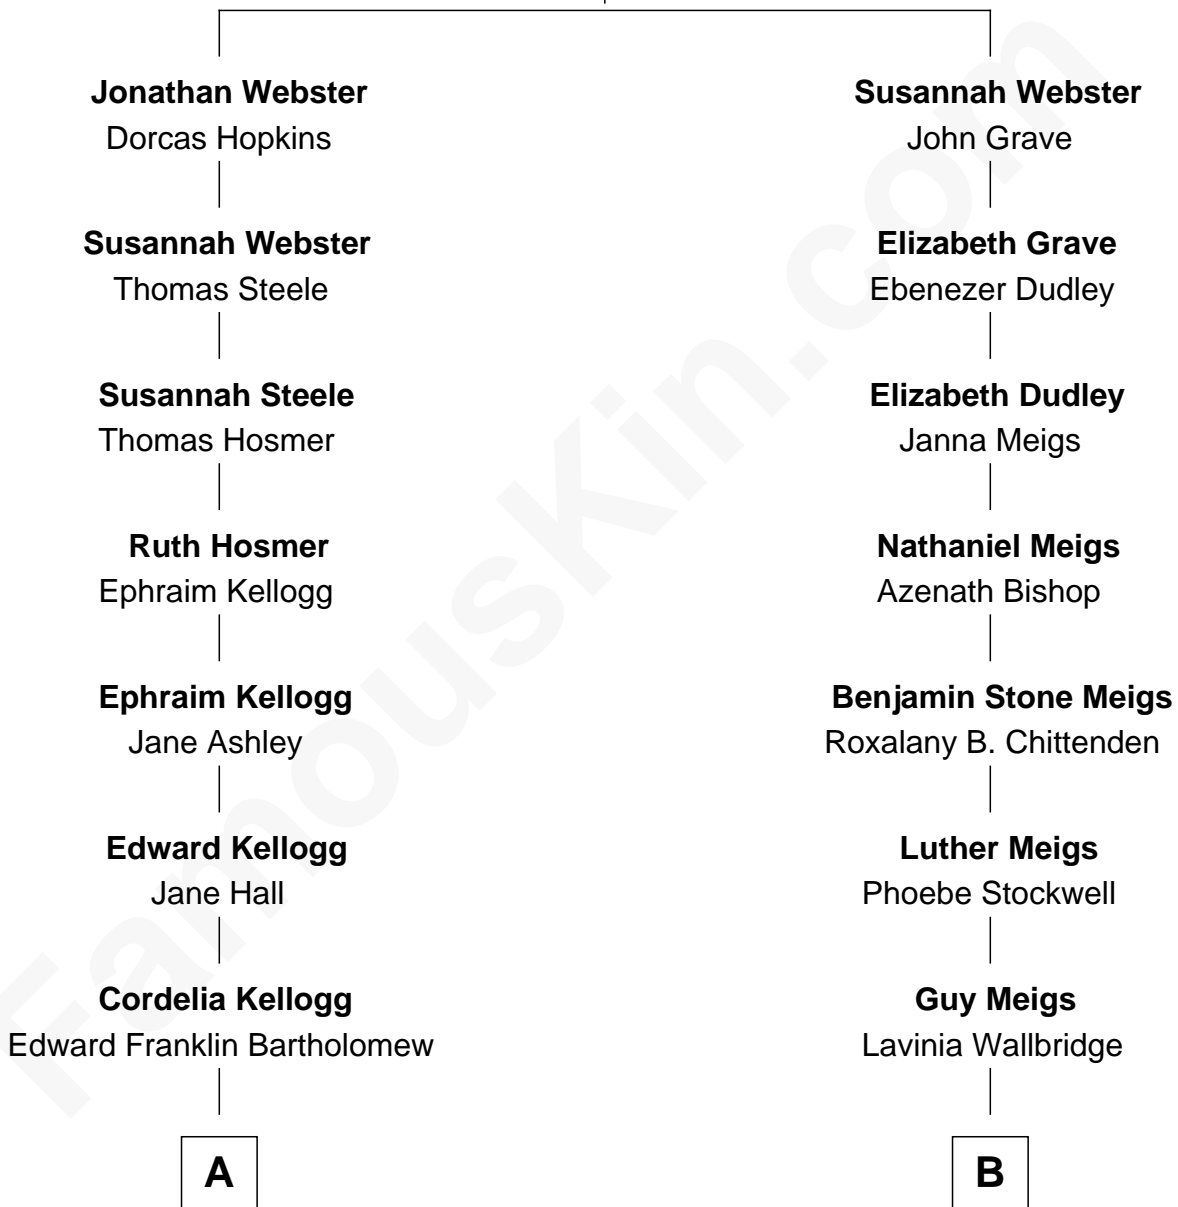 Jonathan Webster
Dorcas Hopkins
Susannah Webster
John Grave
Susannah Webster
Thomas Steele
Elizabeth Grave
Ebenezer Dudley
Susannah Steele
Thomas Hosmer
Elizabeth Dudley
Janna Meigs
Ruth Hosmer
Ephraim Kellogg
Nathaniel Meigs
Azenath Bishop
Ephraim Kellogg
Jane Ashley
Benjamin Stone Meigs
Roxalany B. Chittenden
Edward Kellogg
Jane Hall
Luther Meigs
Phoebe Stockwell
Cordelia Kellogg
Edward Franklin Bartholomew
Guy Meigs
Lavinia Wallbridge
A
B
FamousKin.com